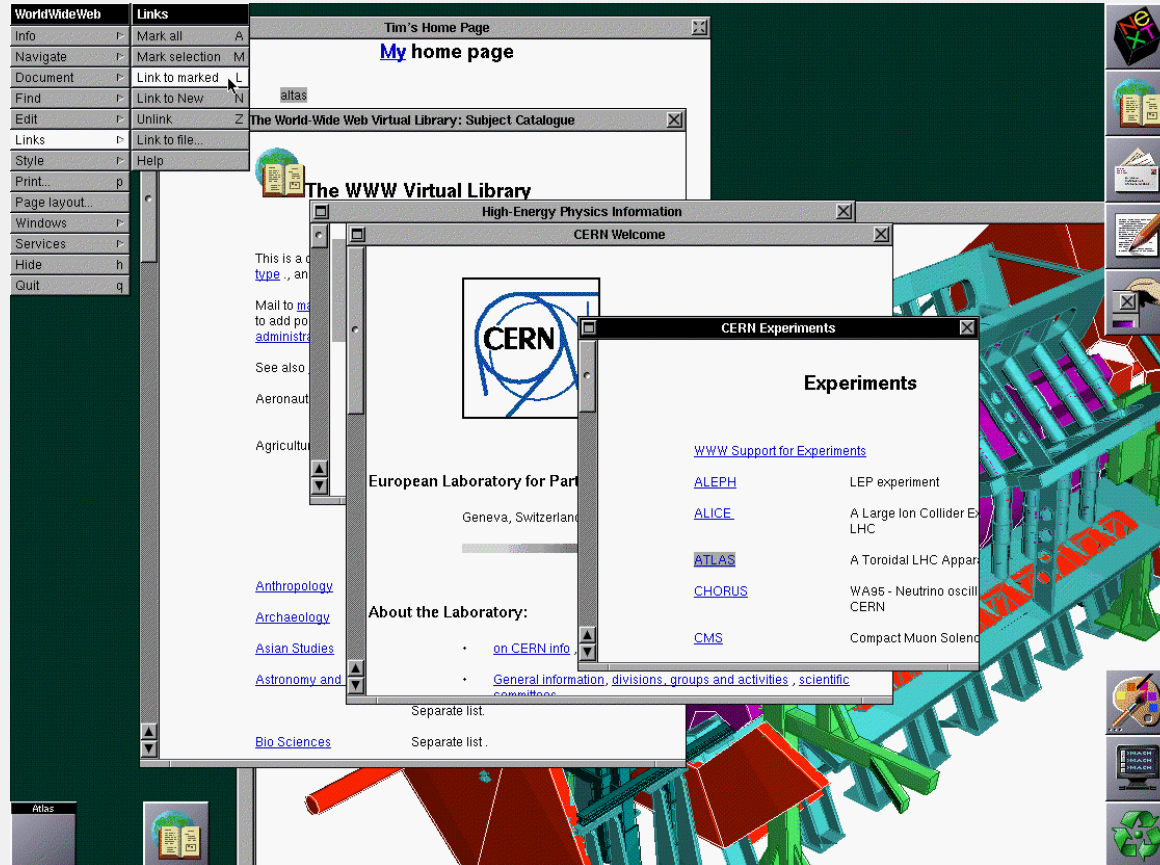 WorldWideWeb
Info
Navigate
Document
Find
Edit
Links
Style
Print... p
Page layout...
Windows
Services
Hide h
Quit q
Links
Mark all A
Mark selection M
Link to marked L
Link to New N
Unlink Z
Link to file...
Help
Tim's Home Page
My home page
altas
The World-Wide Web Virtual Library: Subject Catalogue
The WWW Virtual Library
This is a
type ., an
Mail to
to add po
See also
Anthropology
Archaeology
Asian Studies
Astronomy and
Separate list.
Bio Sciences Separate list .
High-Energy Physics Information
CERN Welcome
CERN
European Laboratory for Part
Geneva, Switzerland
About the Laboratory:
• on CERN info ,
• General information, divisions, groups and activities , scientific
committees
CERN Experiments
Experiments
WWW Support for Experiments
ALEPH LEP experiment
ALICE A Large Ion Collider Ex
LHC
ATLAS A Toroidal LHC Appar
CHORUS WA95 - Neutrino oscill
CERN
CMS Compact Muon Soleno
Atlas
NeXT